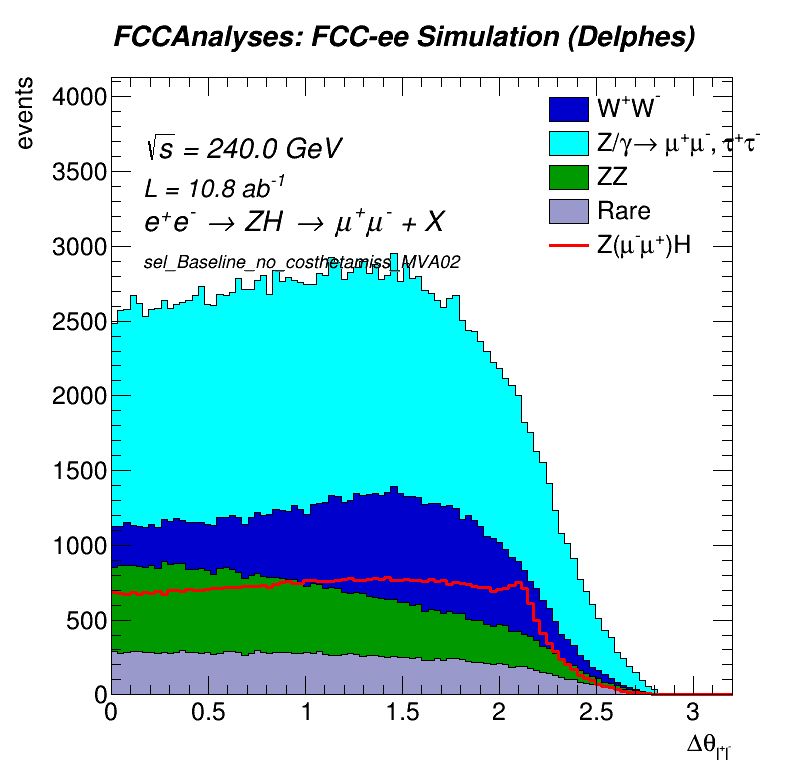 FCCAnalyses: FCC-ee Simulation (Delphes)
events
√s = 240.0 GeV
L = 10.8 ab⁻¹
e⁺e⁻ → ZH → μ⁺μ⁻ + X
sel_Baseline_no_costhetamiss_MVA02
W⁺W⁻
Z/γ→ μ⁺μ⁻, τ⁺τ⁻
ZZ
Rare
Z(μ⁻μ⁺)H
4000
3500
3000
2500
2000
1500
1000
500
0
0 0.5 1 1.5 2 2.5 3
Δθl⁺l⁻